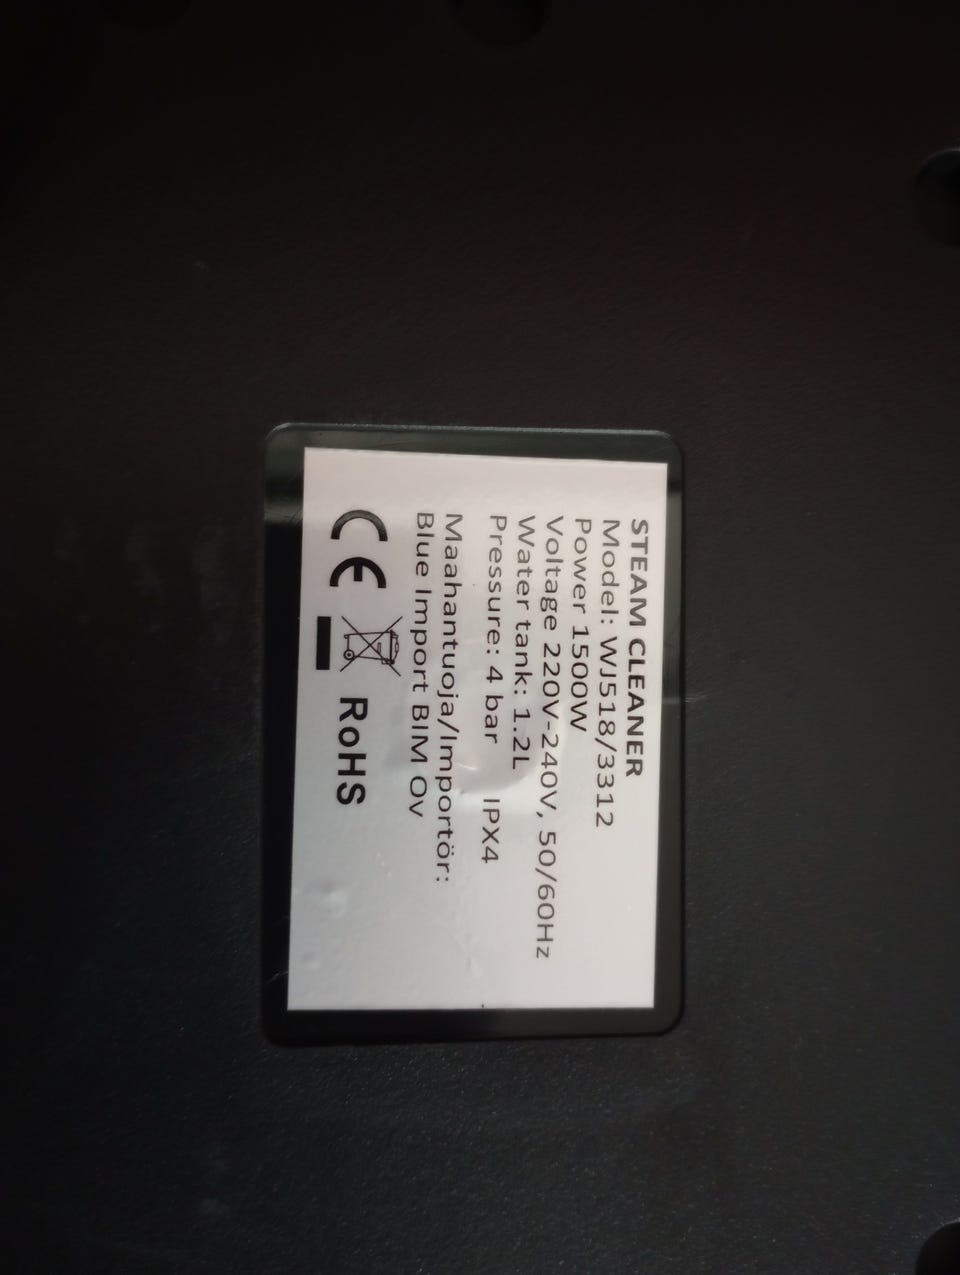 STEAM CLEANER
Model: WJ518/3312
Power 1500W
Voltage 220V-240V, 50/60Hz
Water tank: 1.2L
Pressure: 4 bar IPX4
Maahantuoja/Importör:
Blue Import BIM Oy
CE RoHS